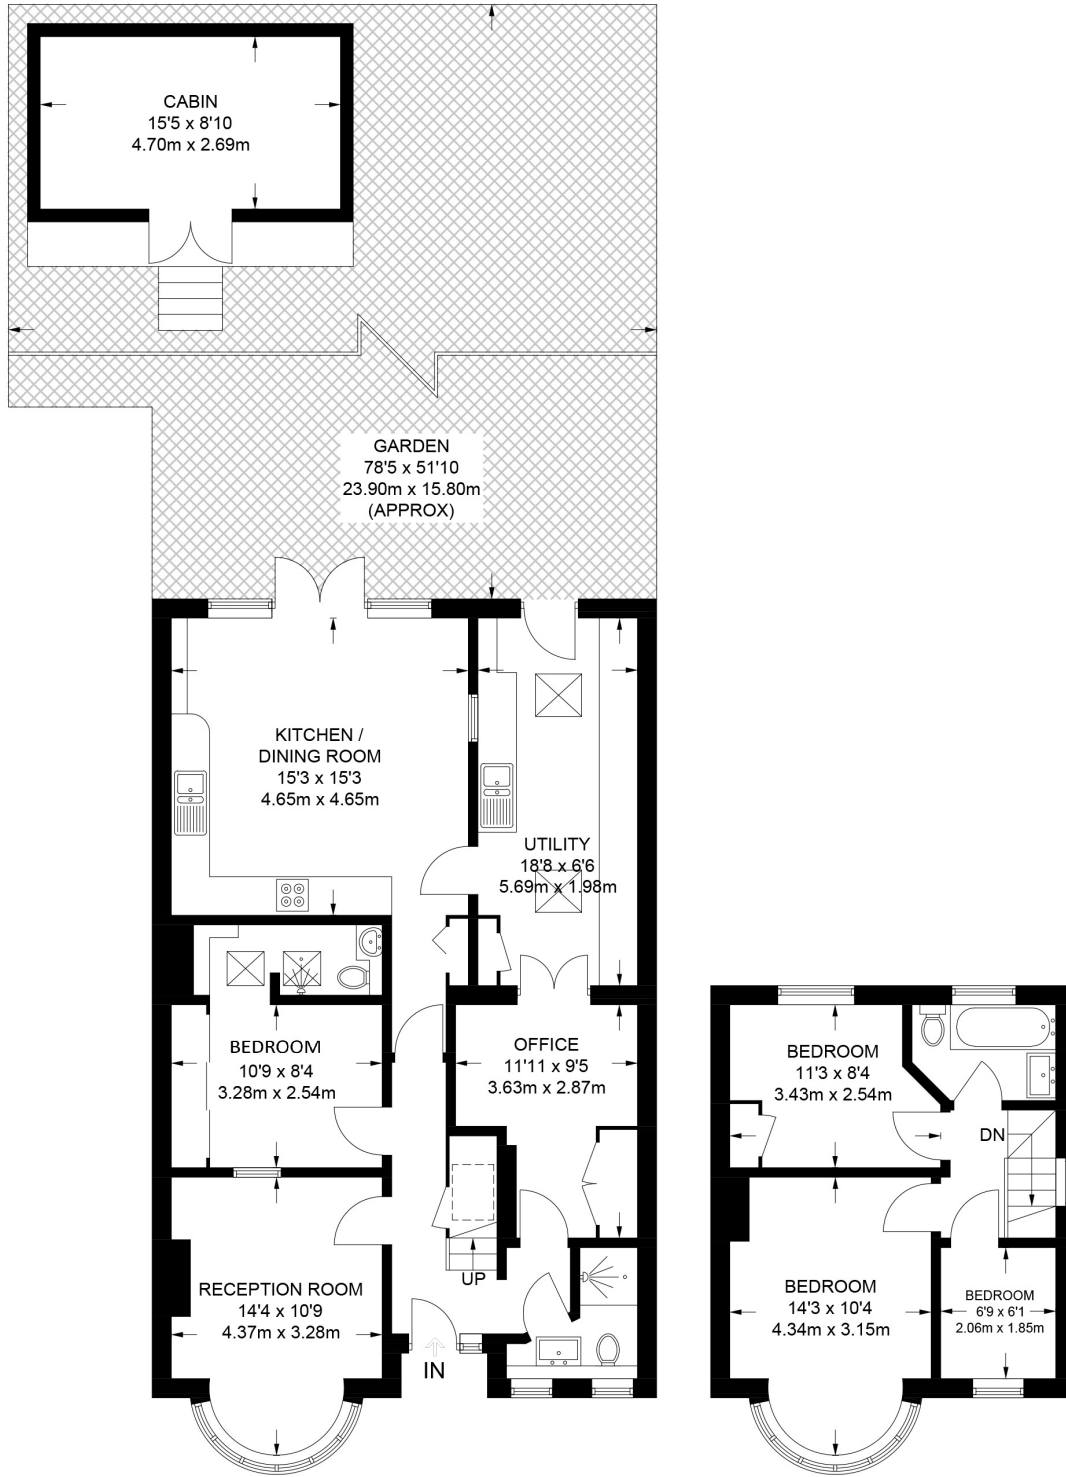 CABIN
15'5 x 8'10
4.70m x 2.69m
GARDEN
78'5 x 51'10
23.90m x 15.80m
(APPROX)
KITCHEN /
DINING ROOM
15'3 x 15'3
4.65m x 4.65m
UTILITY
18'8 x 6'6
5.69m x 1.98m
BEDROOM
10'9 x 8'4
3.28m x 2.54m
OFFICE
11'11 x 9'5
3.63m x 2.87m
RECEPTION ROOM
14'4 x 10'9
4.37m x 3.28m
UP
IN
BEDROOM
11'3 x 8'4
3.43m x 2.54m
DN
BEDROOM
14'3 x 10'4
4.34m x 3.15m
BEDROOM
6'9 x 6'1
2.06m x 1.85m